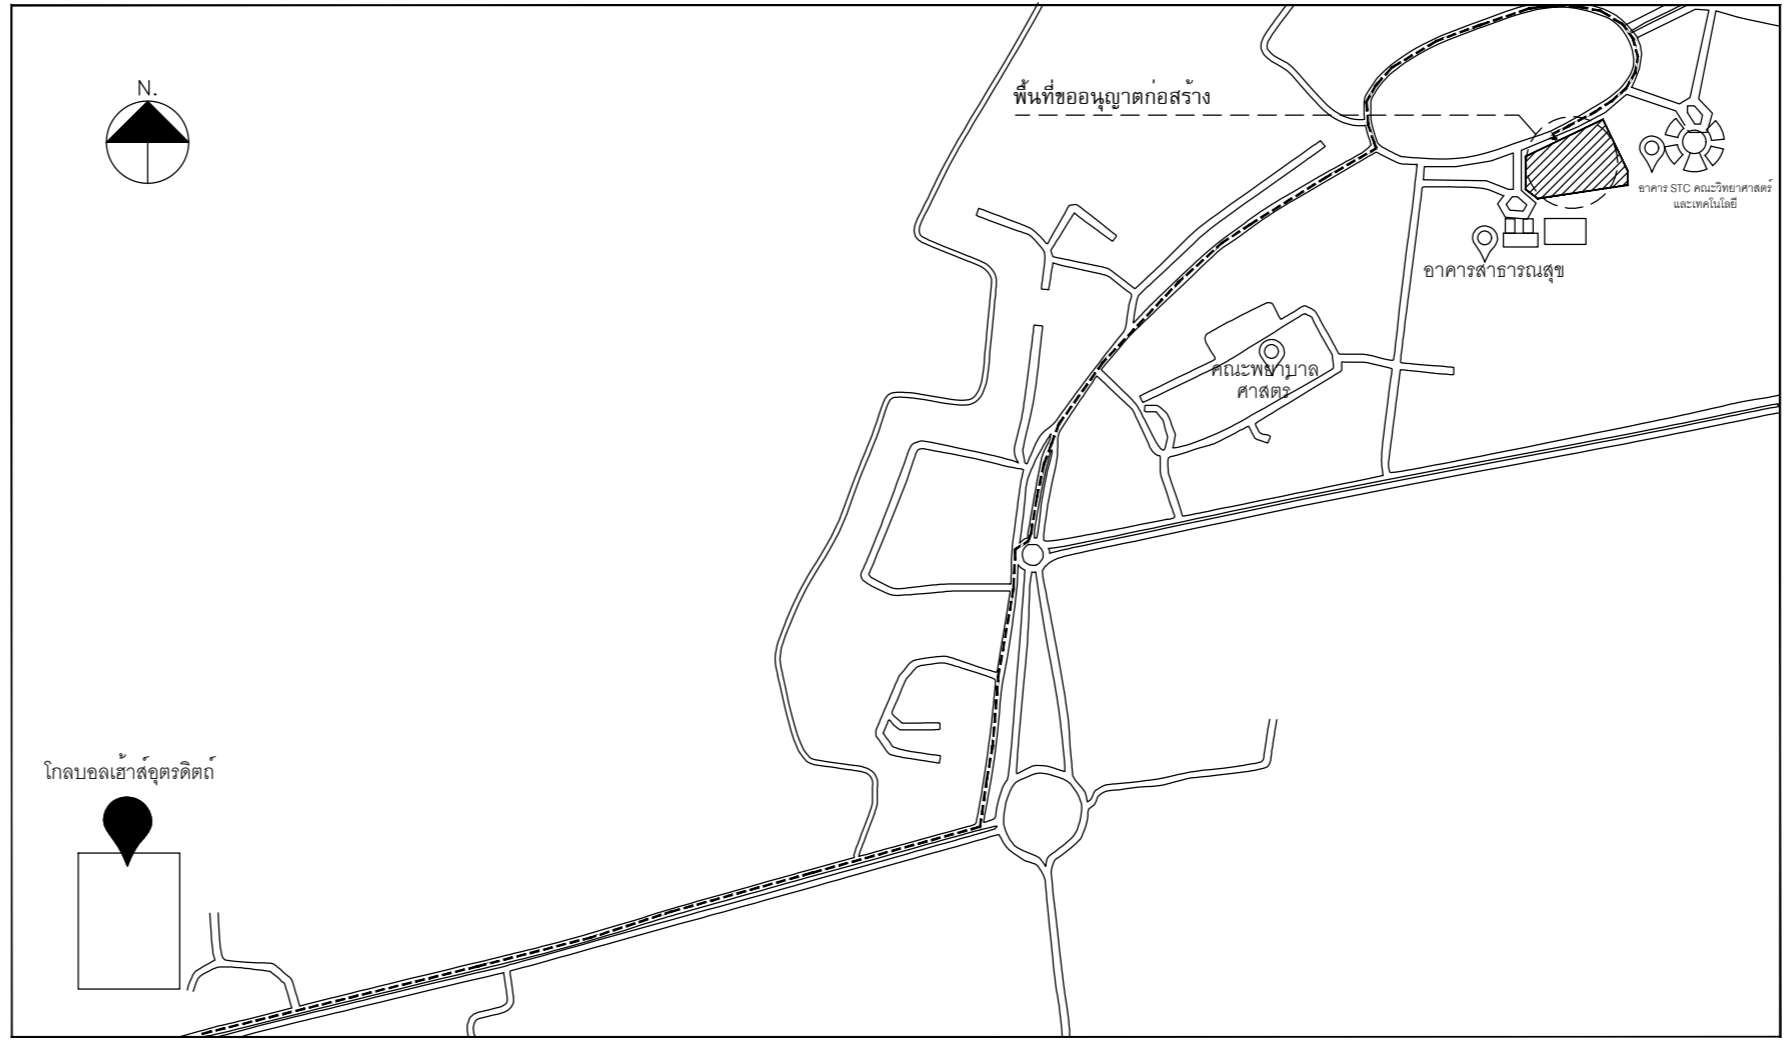 N.
พื้นที่ขออนุญาตก่อสร้าง
อาคาร STC คณะวิทยาศาสตร์
และเทคโนโลยี
อาคารสาธารณสุข
คณะพยาบาล
ศาสตร์
โกลบอลเฮ้าส์อุตรดิตถ์